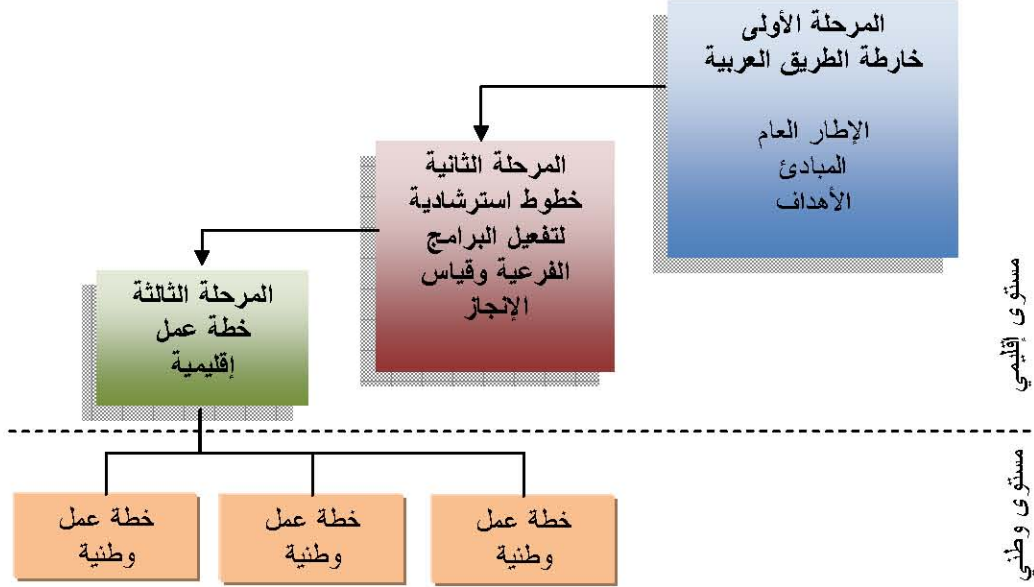 المرحلة الأولى
خارطة الطريق العربية
الإطار العام
المبادئ
الأهداف
المرحلة الثانية
خطوط استرشادية
لتفعيل البرامج
الفرعية وقياس
الإنجاز
المرحلة الثالثة
خطة عمل
إقليمية
مستوى إقليمي
خطة عمل
وطنية
خطة عمل
وطنية
خطة عمل
وطنية
مستوى وطني